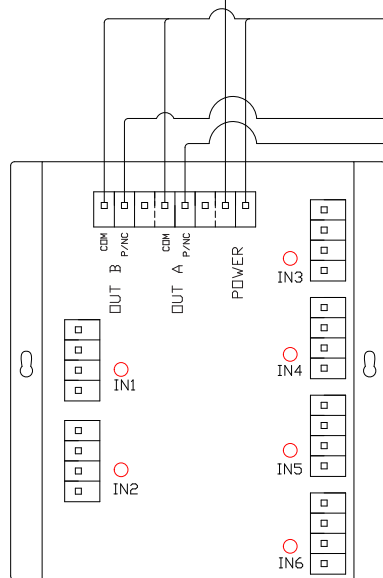 COM
P/NC
COM
P/NC
OUT B
OUT A
POWER
IN3
IN1
IN4
IN2
IN5
IN6